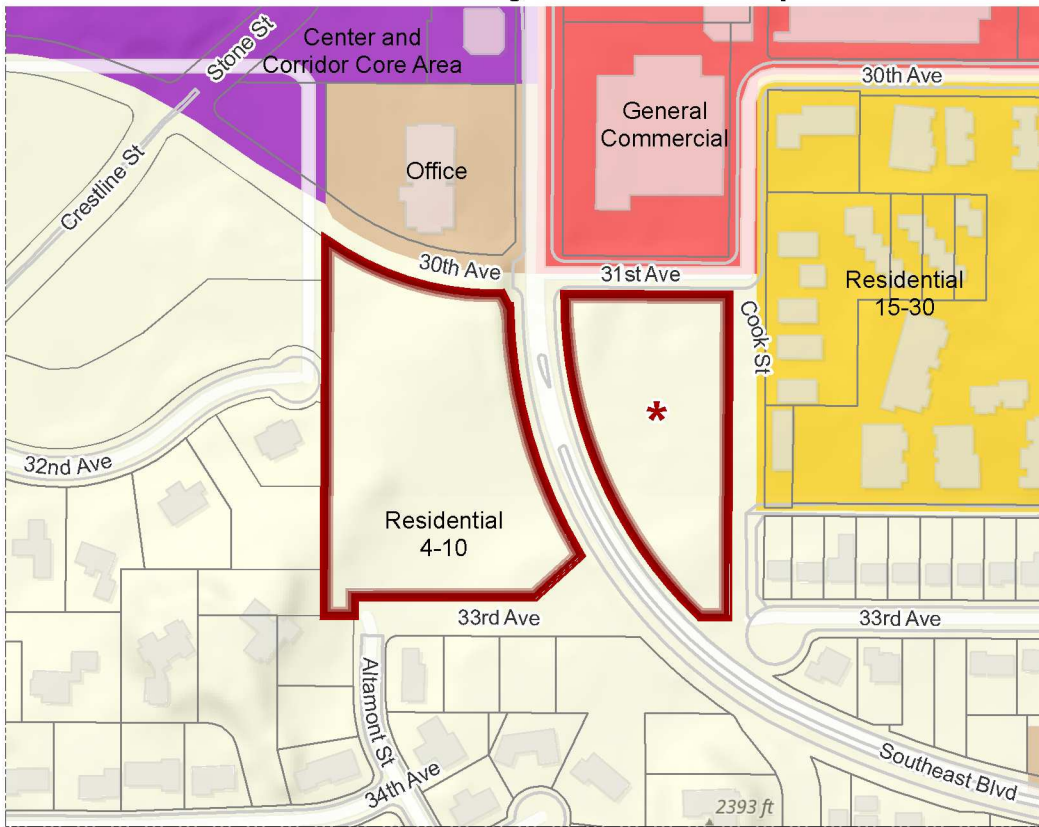 Center and
Corridor Core Area
Stone St
30th Ave
General
Commercial
Crestline St
Office
30th Ave
31st Ave
Residential
15-30
Cook St
*
32nd Ave
Residential
4-10
33rd Ave
33rd Ave
Altamont St
34th Ave
Southeast Blvd
2393 ft